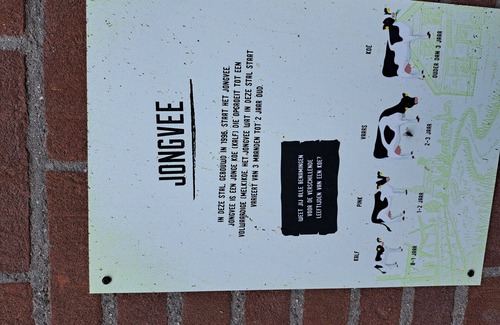 JONGVEE
IN DEZE STAL, GEBOUWD IN 1996, STAAT HET JONGVEE.
JONGVEE IS EEN JONGE KOE (KALF) DIE OPGROEIT TOT EEN
VOLWAARDIGE (MELK)KOE. HET JONGVEE WAT IN DEZE STAL STAAT
VARIEERT VAN 3 MAANDEN TOT 2 JAAR OUD.
WEET JIJ ALLE BENAMINGEN
VOOR DE VERSCHILLENDE
LEEFTIJDEN VAN EEN KOE?
KALF
0-1 JAAR
PINK
1-2 JAAR
VAARS
2-3 JAAR
KOE
OUDER DAN 3 JAAR